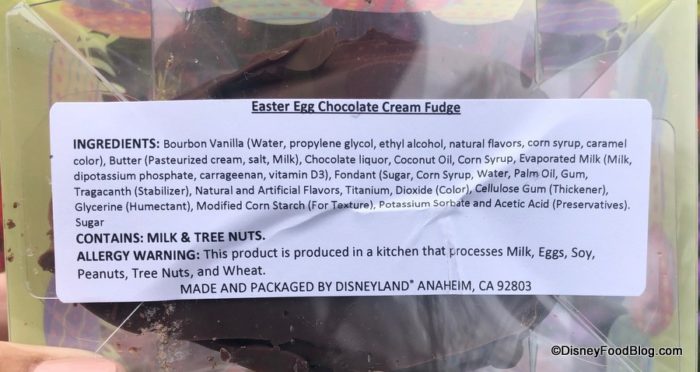 Easter Egg Chocolate Cream Fudge
INGREDIENTS: Bourbon Vanilla (Water, propylene glycol, ethyl alcohol, natural flavors, corn syrup, caramel
color), Butter (Pasteurized cream, salt, Milk), Chocolate liquor, Coconut Oil, Corn Syrup, Evaporated Milk (Milk,
dipotassium phosphate, carrageenan, vitamin D3), Fondant (Sugar, Corn Syrup, Water, Palm Oil, Gum,
Tragacanth (Stabilizer), Natural and Artificial Flavors, Titanium, Dioxide (Color), Cellulose Gum (Thickener),
Glycerine (Humectant), Modified Corn Starch (For Texture), Potassium Sorbate and Acetic Acid (Preservatives).
Sugar
CONTAINS: MILK & TREE NUTS.
ALLERGY WARNING: This product is produced in a kitchen that processes Milk, Eggs, Soy,
Peanuts, Tree Nuts, and Wheat.
MADE AND PACKAGED BY DISNEYLAND® ANAHEIM, CA 92803
©DisneyFoodBlog.com